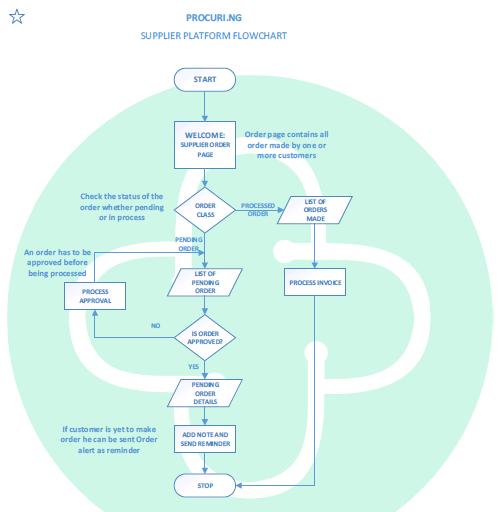 PROCURI.NG
SUPPLIER PLATFORM FLOWCHART
START
WELCOME:
SUPPLIER ORDER
PAGE
Order page contains all
order made by one or
more customers
Check the status of the
order whether pending
or in process
ORDER
CLASS
PROCESSED
ORDER
LIST OF
ORDERS
MADE
PENDING
ORDER
An order has to be
approved before
being processed
LIST OF
PENDING
ORDER
PROCESS
APPROVAL
PROCESS INVOICE
NO
IS ORDER
APPROVED?
YES
PENDING
ORDER
DETAILS
If customer is yet to make
order he can be sent Order
alert as reminder
ADD NOTE AND
SEND REMINDER
STOP